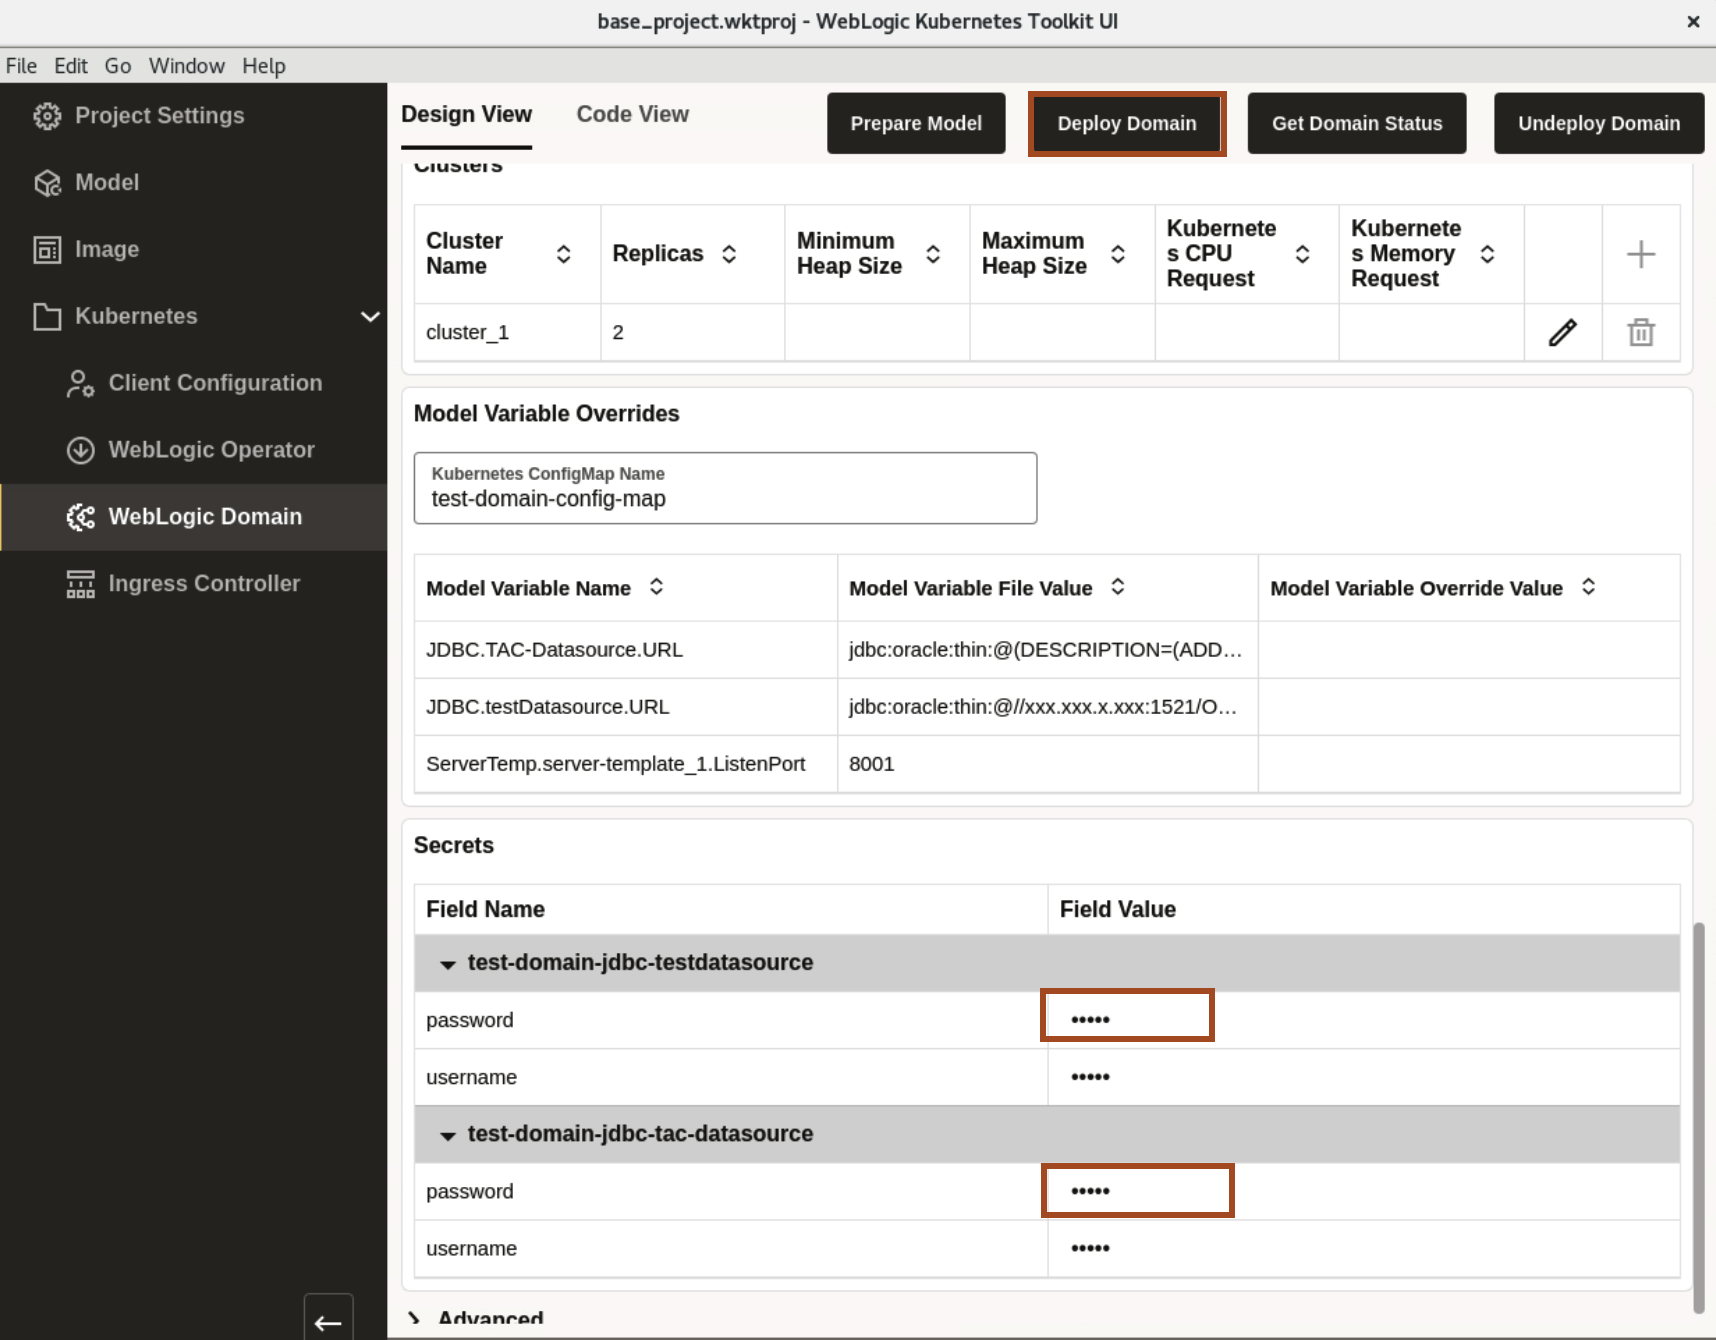 base_project.wktproj - WebLogic Kubernetes Toolkit UI
File Edit Go Window Help
Project Settings
Model
Image
Kubernetes
Client Configuration
WebLogic Operator
WebLogic Domain
Ingress Controller
Design View Code View Prepare Model Deploy Domain Get Domain Status Undeploy Domain
Clusters
Cluster Name Replicas Minimum Heap Size Maximum Heap Size Kubernetes CPU Request Kubernetes Memory Request
cluster_1 2
Model Variable Overrides
Kubernetes ConfigMap Name
test-domain-config-map
Model Variable Name Model Variable File Value Model Variable Override Value
JDBC.TAC-Datasource.URL jdbc:oracle:thin:@(DESCRIPTION=(ADD...
JDBC.testDatasource.URL jdbc:oracle:thin:@//xxx.xxx.x.xxx:1521/O...
ServerTemp.server-template_1.ListenPort 8001
Secrets
Field Name Field Value
test-domain-jdbc-testdatasource
password •••••
username •••••
test-domain-jdbc-tac-datasource
password •••••
username •••••
Advanced